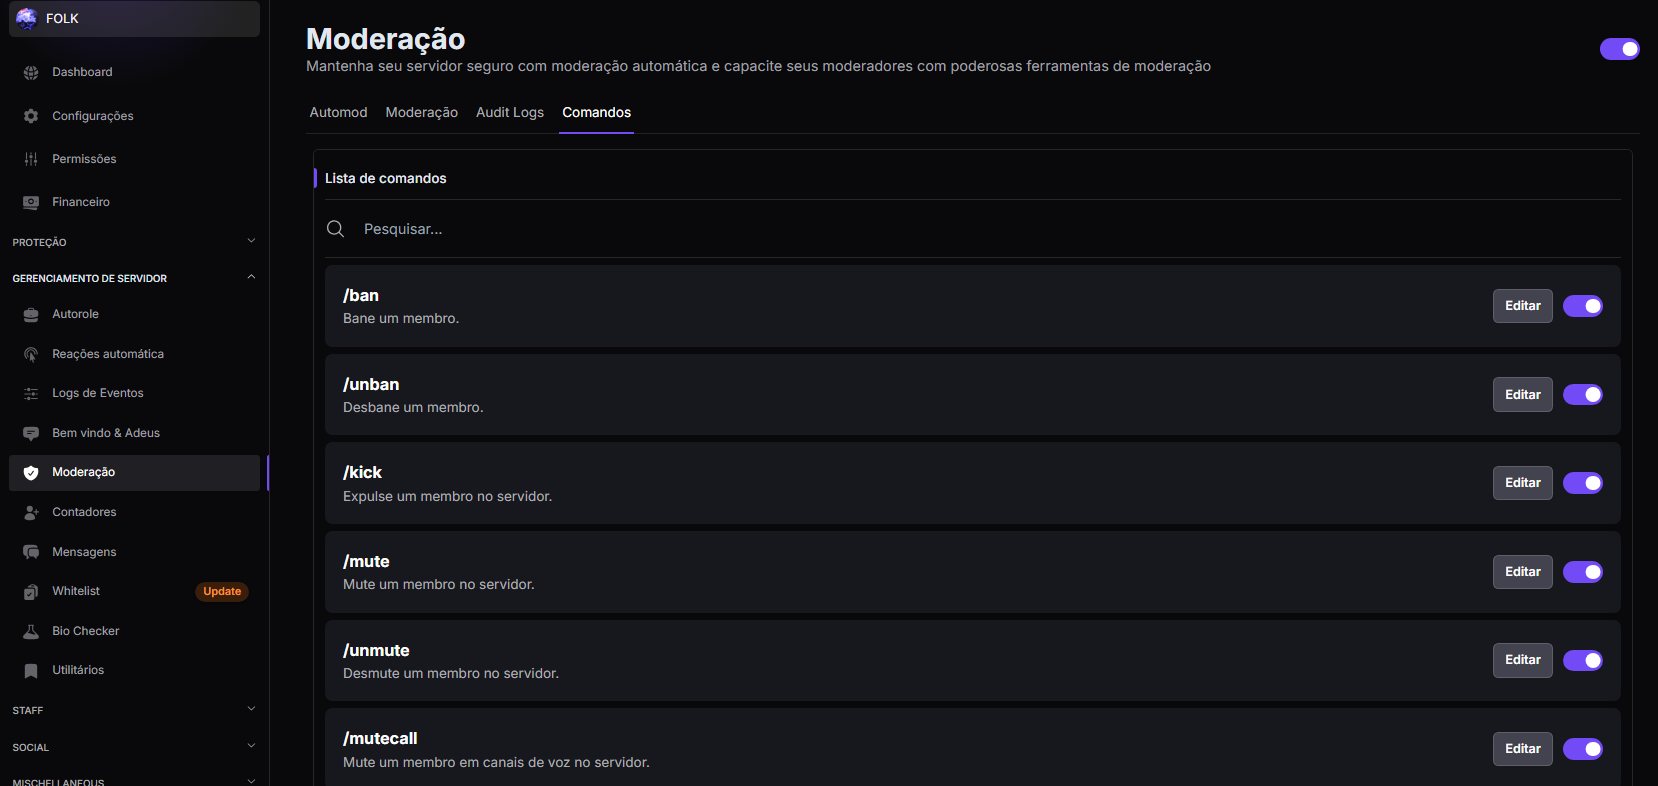 FOLK
Dashboard
Configurações
Permissões
Financeiro
PROTEÇÃO
GERENCIAMENTO DE SERVIDOR
Autorole
Reações automática
Logs de Eventos
Bem vindo & Adeus
Moderação
Contadores
Mensagens
Whitelist Update
Bio Checker
Utilitários
STAFF
SOCIAL
MISCHELLANEOUS
Moderação
Mantenha seu servidor seguro com moderação automática e capacite seus moderadores com poderosas ferramentas de moderação
Automod Moderação Audit Logs Comandos
Lista de comandos
Pesquisar...
/ban
Bane um membro.
Editar
/unban
Desbane um membro.
Editar
/kick
Expulse um membro no servidor.
Editar
/mute
Mute um membro no servidor.
Editar
/unmute
Desmute um membro no servidor.
Editar
/mutecall
Mute um membro em canais de voz no servidor.
Editar